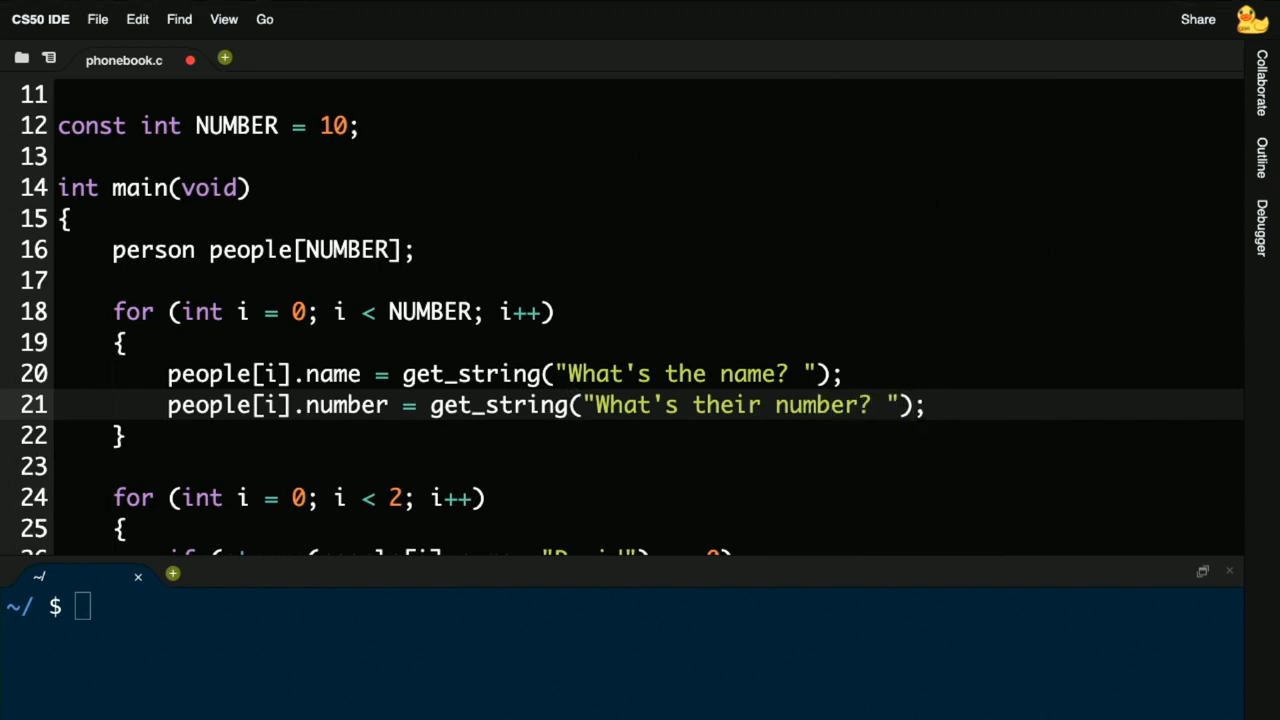 CS50 IDE File Edit Find View Go Share
phonebook.c
Collaborate
Outline
Debugger
11
12 const int NUMBER = 10;
13
14 int main(void)
15 {
16     person people[NUMBER];
17
18     for (int i = 0; i < NUMBER; i++)
19     {
20         people[i].name = get_string("What's the name? ");
21         people[i].number = get_string("What's their number? ");
22     }
23
24     for (int i = 0; i < 2; i++)
25     {
~/
~/ $